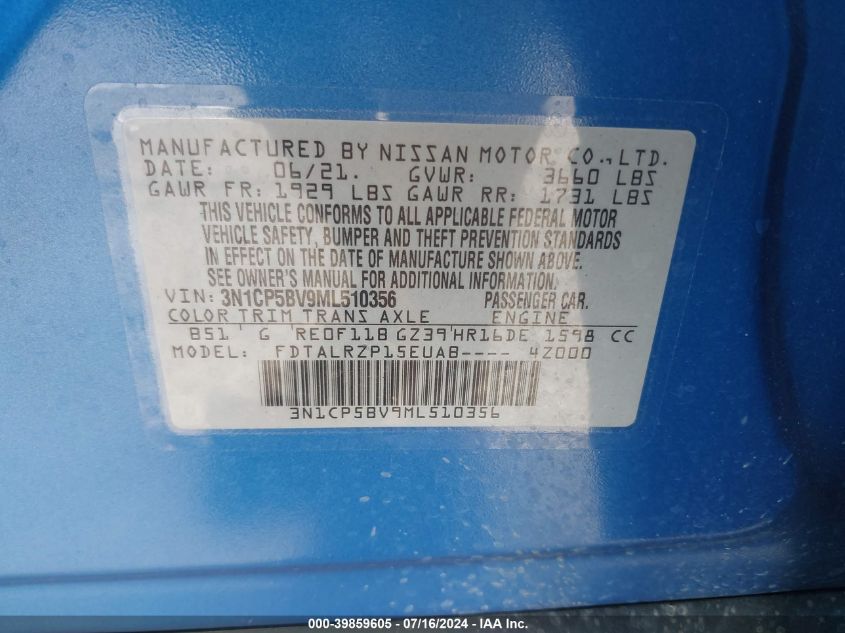 MANUFACTURED BY NISSAN MOTOR CO.,LTD.
DATE: 06/21. GVWR: 3660 LBS
GAWR FR: 1929 LBS GAWR RR: 1731 LBS
THIS VEHICLE CONFORMS TO ALL APPLICABLE FEDERAL MOTOR
VEHICLE SAFETY, BUMPER AND THEFT PREVENTION STANDARDS
IN EFFECT ON THE DATE OF MANUFACTURE SHOWN ABOVE.
SEE OWNER'S MANUAL FOR ADDITIONAL INFORMATION.
VIN: 3N1CP5BV9ML510356 PASSENGER CAR.
COLOR TRIM TRANS AXLE ENGINE
B51 G RE0F11B GZ39 HR16DE 1598 CC
MODEL: FDTALRZP15EUAB---- 4Z000
3N1CP5BV9ML510356
000-39859605 - 07/16/2024 - IAA Inc.